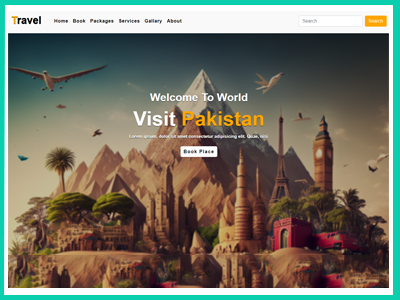 Travel
Home Book Packages Services Gallary About
Search
Search
Welcome To World
Visit Pakistan
Lorem ipsum, dolor sit amet consectetur adipisicing elit. Quae, nisi.
Book Place